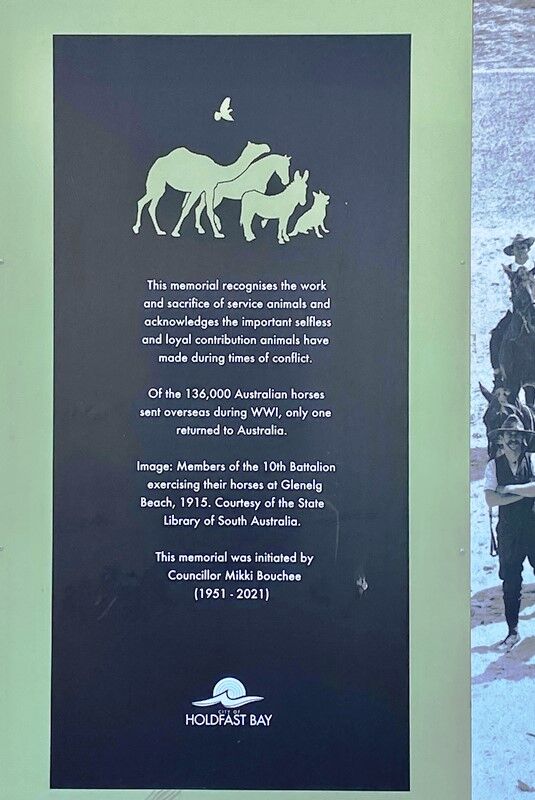 This memorial recognises the work
and sacrifice of service animals and
acknowledges the important selfless
and loyal contribution animals have
made during times of conflict.
Of the 136,000 Australian horses
sent overseas during WWI, only one
returned to Australia.
Image: Members of the 10th Battalion
exercising their horses at Glenelg
Beach, 1915. Courtesy of the State
Library of South Australia.
This memorial was initiated by
Councillor Mikki Bouchee
(1951 - 2021)
CITY OF
HOLDFAST BAY